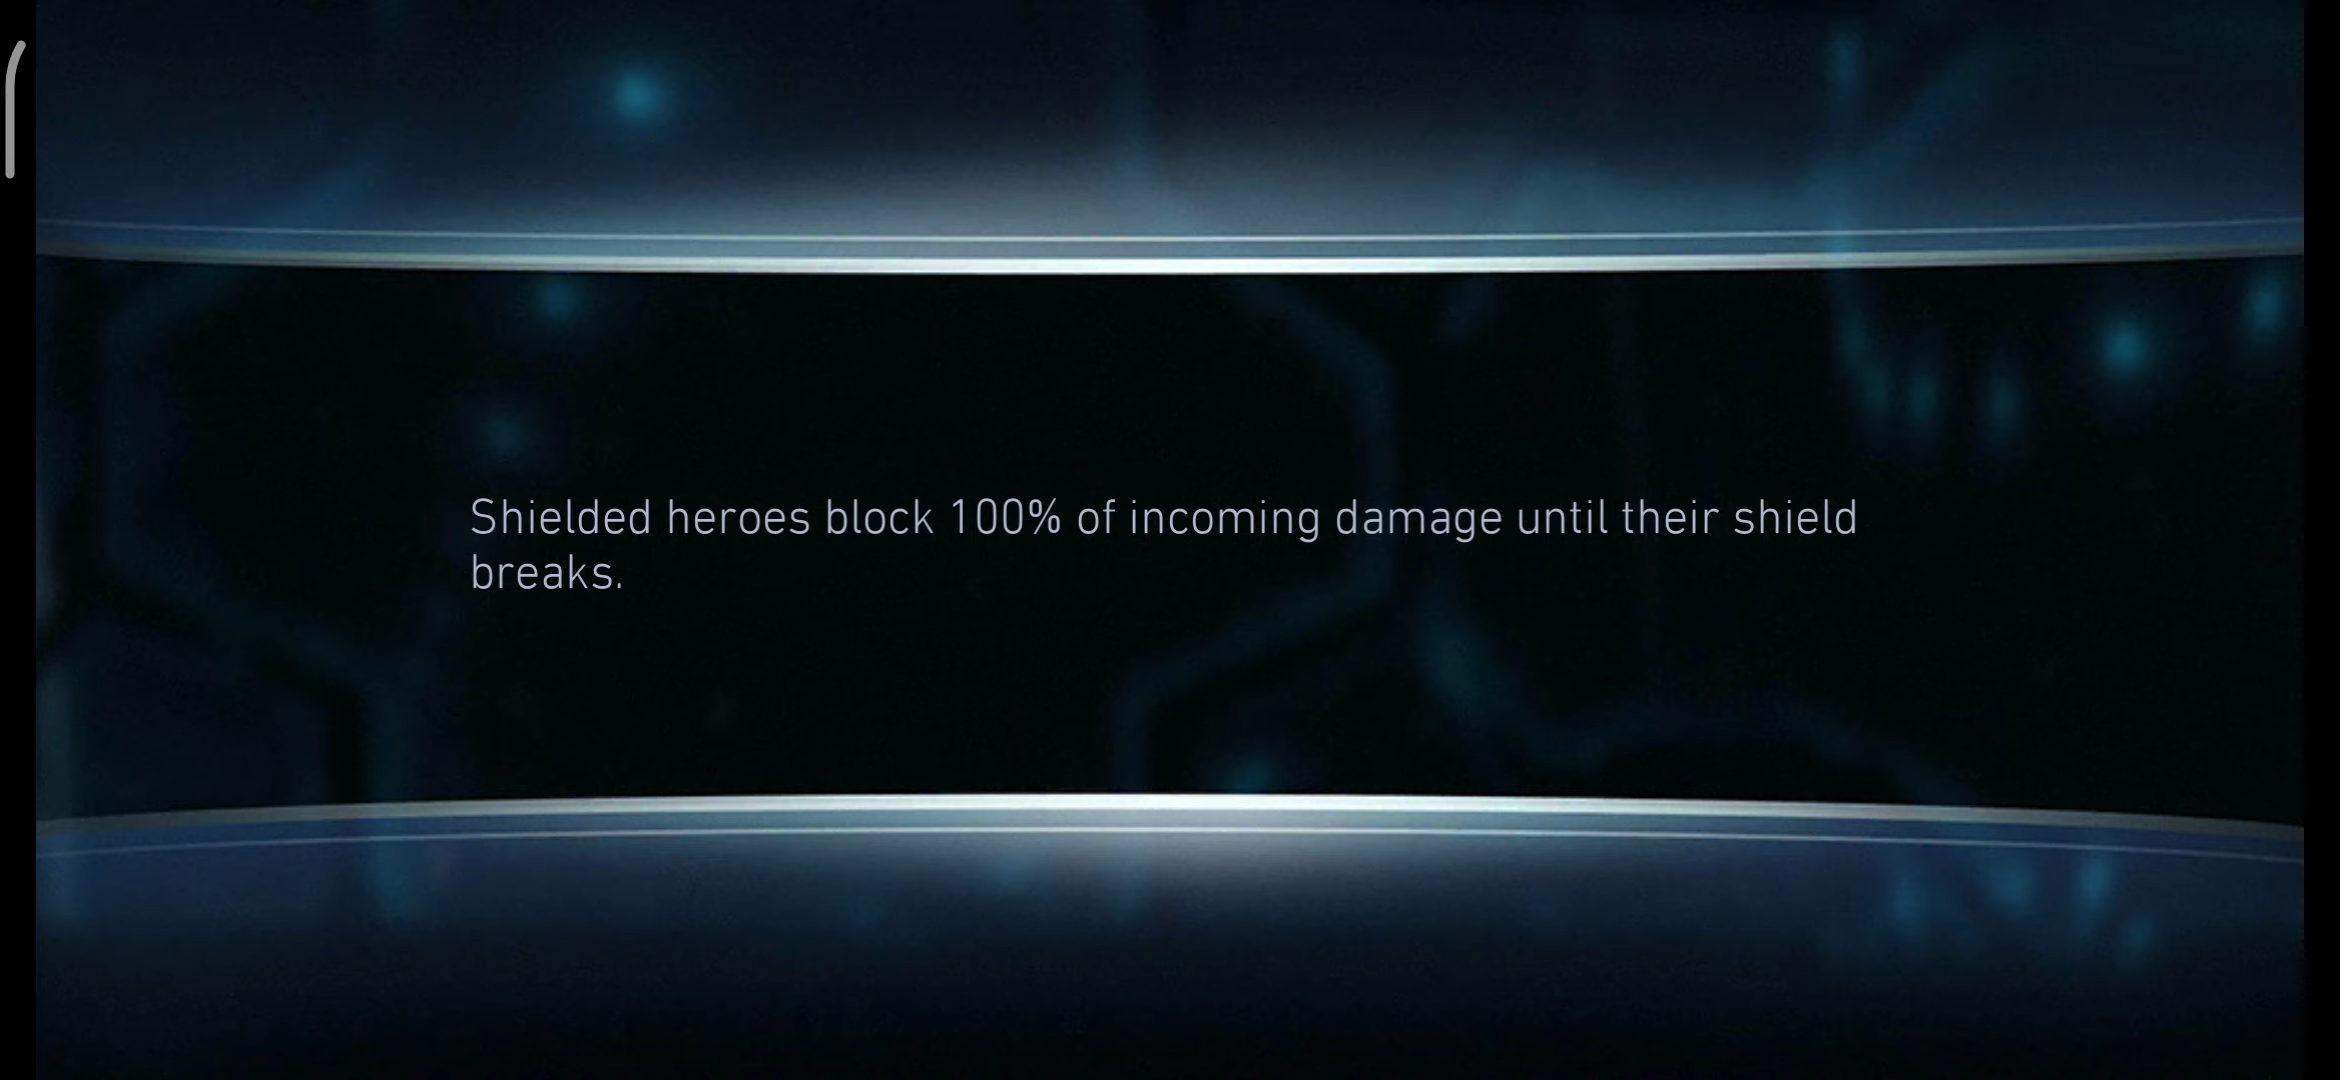 Shielded heroes block 100% of incoming damage until their shield
breaks.